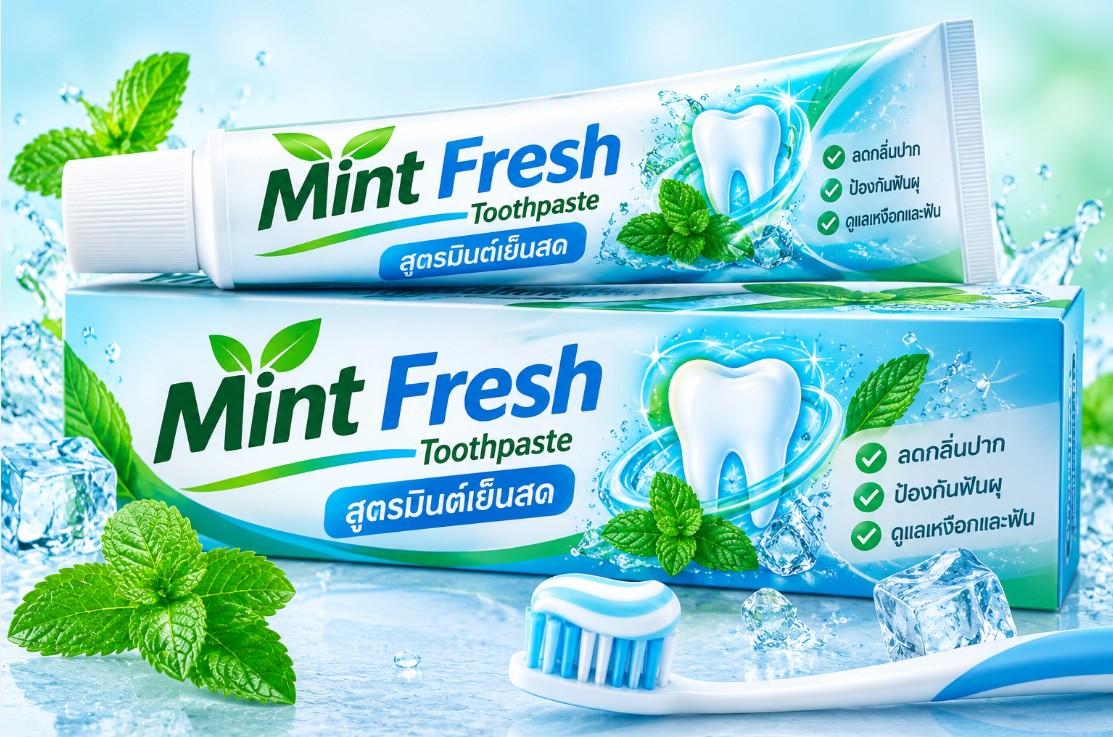 Mint Fresh
Toothpaste
สูตรมินต์เย็นสด
ลดกลิ่นปาก
ป้องกันฟันผุ
ดูแลเหงือกและฟัน
Mint Fresh
Toothpaste
สูตรมินต์เย็นสด
ลดกลิ่นปาก
ป้องกันฟันผุ
ดูแลเหงือกและฟัน